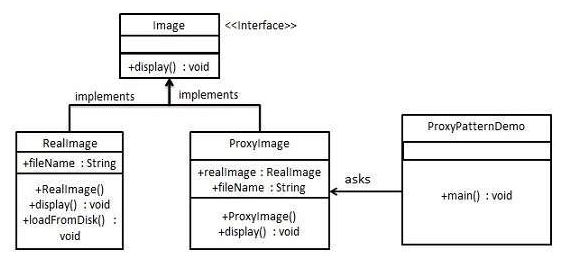 Image
<<Interface>>
+display() : void
implements
implements
RealImage
+fileName : String
+RealImage()
+display() : void
+loadFromDisk() :
void
ProxyImage
+realImage : RealImage
+fileName : String
+ProxyImage()
+display() : void
asks
ProxyPatternDemo
+main() : void